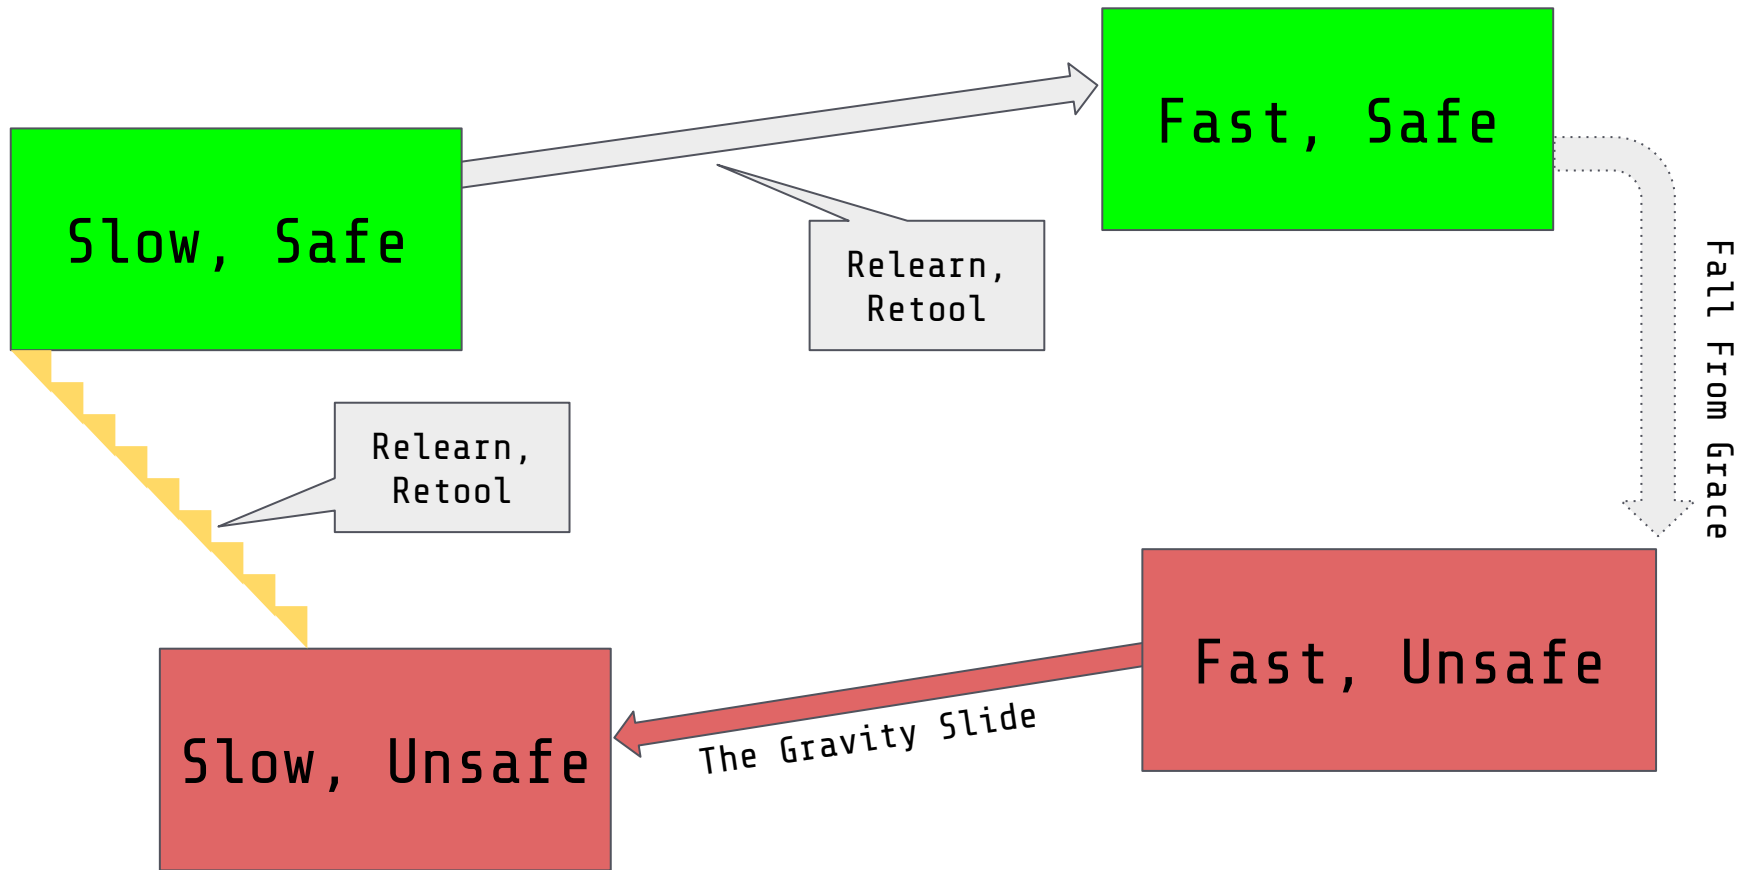 Fast, Safe
Slow, Safe
Relearn,
Retool
Fall From Grace
Relearn,
Retool
Fast, Unsafe
The Gravity Slide
Slow, Unsafe